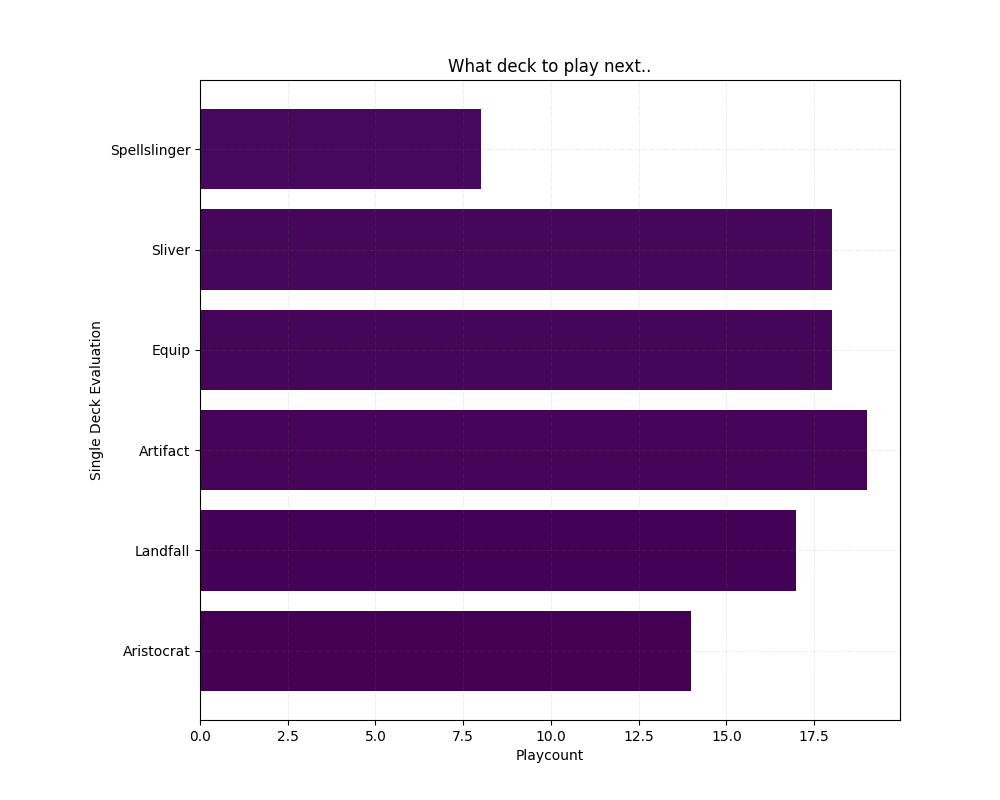 What deck to play next..
Spellslinger
Sliver
Equip
Artifact
Landfall
Aristocrat
Single Deck Evaluation
0.0 2.5 5.0 7.5 10.0 12.5 15.0 17.5
Playcount